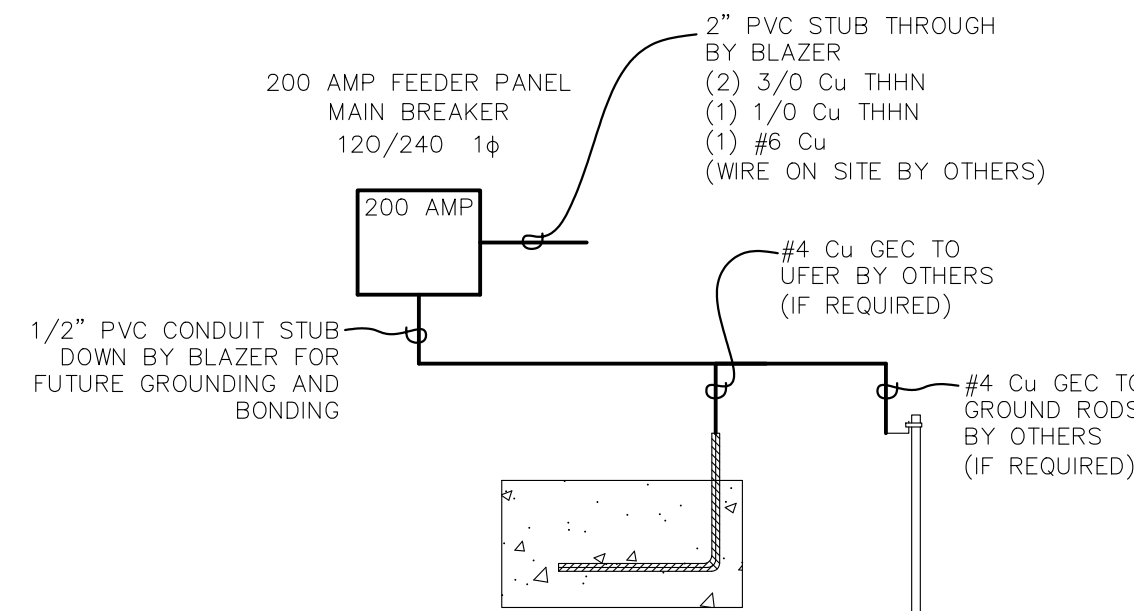 2" PVC STUB THROUGH
BY BLAZER
(2) 3/0 Cu THHN
(1) 1/0 Cu THHN
(1) #6 Cu
(WIRE ON SITE BY OTHERS)
200 AMP FEEDER PANEL
MAIN BREAKER
120/240 1ϕ
200 AMP
#4 Cu GEC TO
UFER BY OTHERS
(IF REQUIRED)
1/2" PVC CONDUIT STUB
DOWN BY BLAZER FOR
FUTURE GROUNDING AND
BONDING
#4 Cu GEC TO
GROUND RODS
BY OTHERS
(IF REQUIRED)